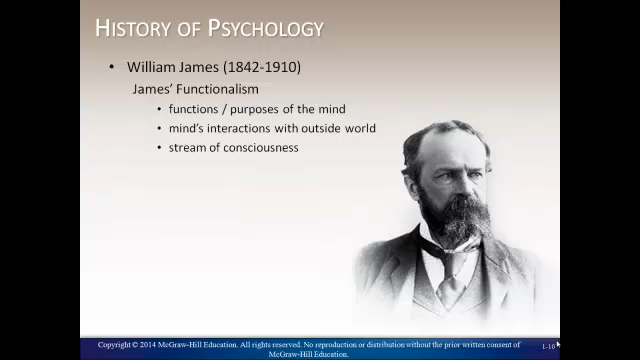 HISTORY OF PSYCHOLOGY
• William James (1842-1910)
James' Functionalism
• functions / purposes of the mind
• mind's interactions with outside world
• stream of consciousness
Copyright © 2014 McGraw-Hill Education. All rights reserved. No reproduction or distribution without the prior written consent of
McGraw-Hill Education.
1-10